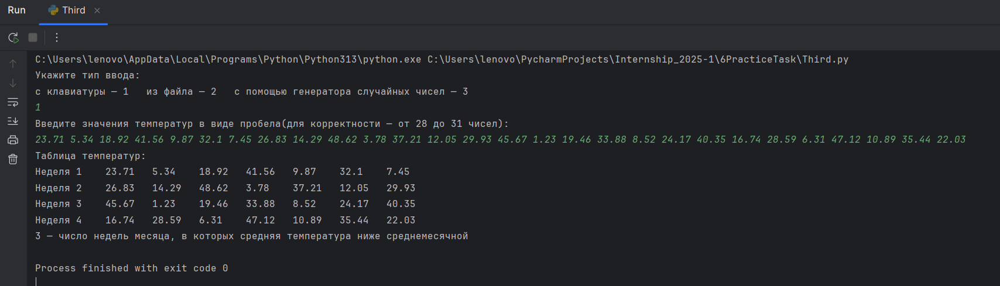 Run Third
C:\Users\lenovo\AppData\Local\Programs\Python\Python313\python.exe C:\Users\lenovo\PycharmProjects\Internship_2025-1\6PracticeTask\Third.py
Укажите тип ввода:
с клавиатуры — 1   из файла — 2   с помощью генератора случайных чисел — 3
1
Введите значения температур в виде пробела(для корректности — от 28 до 31 чисел):
23.71 5.34 18.92 41.56 9.87 32.1 7.45 26.83 14.29 48.62 3.78 37.21 12.05 29.93 45.67 1.23 19.46 33.88 8.52 24.17 40.35 16.74 28.59 6.31 47.12 10.89 35.44 22.03
Таблица температур:
Неделя 1    23.71   5.34    18.92   41.56   9.87    32.1    7.45
Неделя 2    26.83   14.29   48.62   3.78    37.21   12.05   29.93
Неделя 3    45.67   1.23    19.46   33.88   8.52    24.17   40.35
Неделя 4    16.74   28.59   6.31    47.12   10.89   35.44   22.03
3 — число недель месяца, в которых средняя температура ниже среднемесячной
Process finished with exit code 0